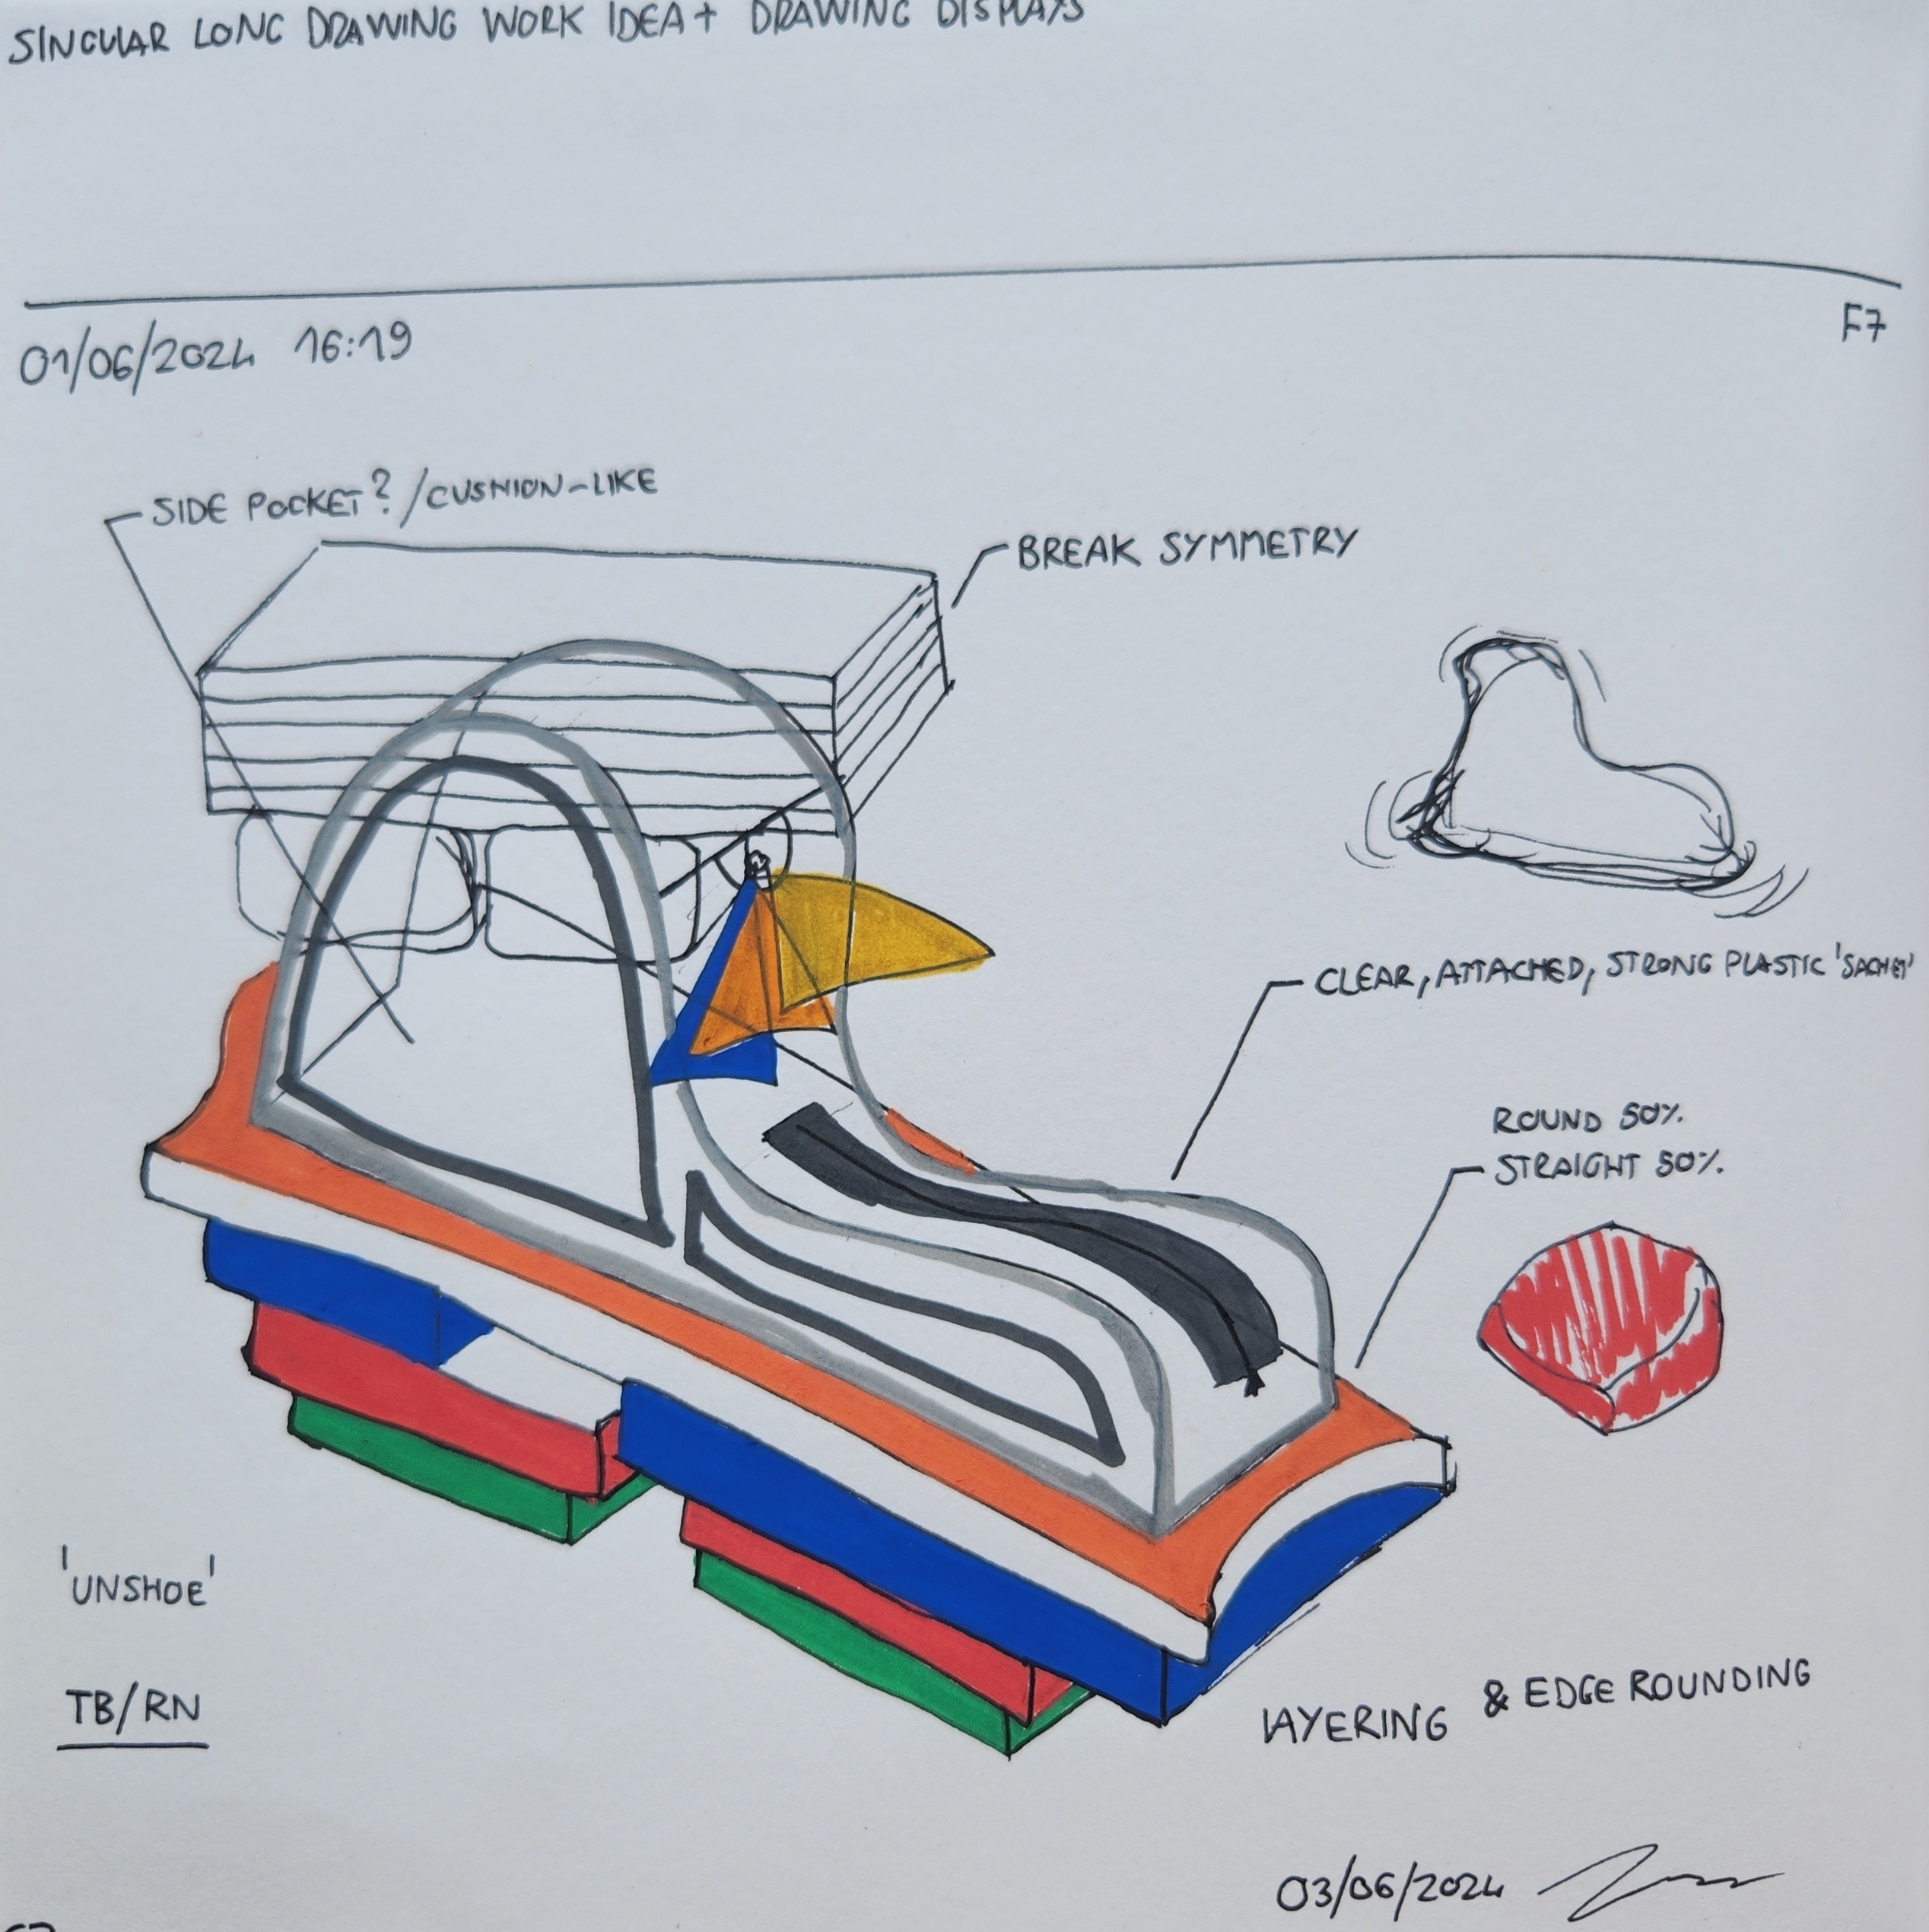 SINGULAR LONG DRAWING WORK IDEA + DRAWING DISPLAYS
01/06/2024 16:19
F7
SIDE POCKET? /CUSHION-LIKE
BREAK SYMMETRY
CLEAR, ATTACHED, STRONG PLASTIC 'SACHET'
ROUND 50%
STRAIGHT 50%
'UNSHOE'
TB/RN
LAYERING & EDGE ROUNDING
03/06/2024